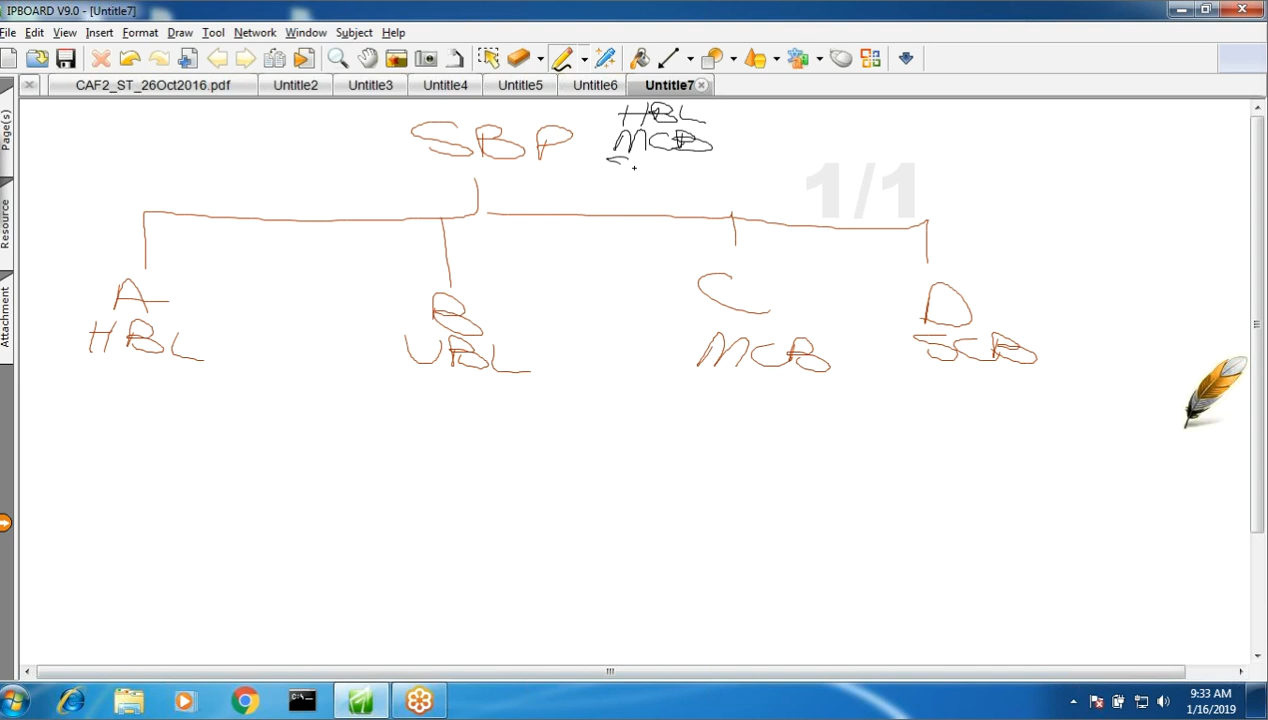 IPBOARD V9.0 - [Untitle7]
File Edit View Insert Format Draw Tool Network Window Subject Help
CAF2_ST_26Oct2016.pdf Untitle2 Untitle3 Untitle4 Untitle5 Untitle6 Untitle7
Page(s)
Resource
Attachment
HBL
SBP MCB
1/1
A B C D
HBL UBL MCB SCB
9:33 AM
1/16/2019